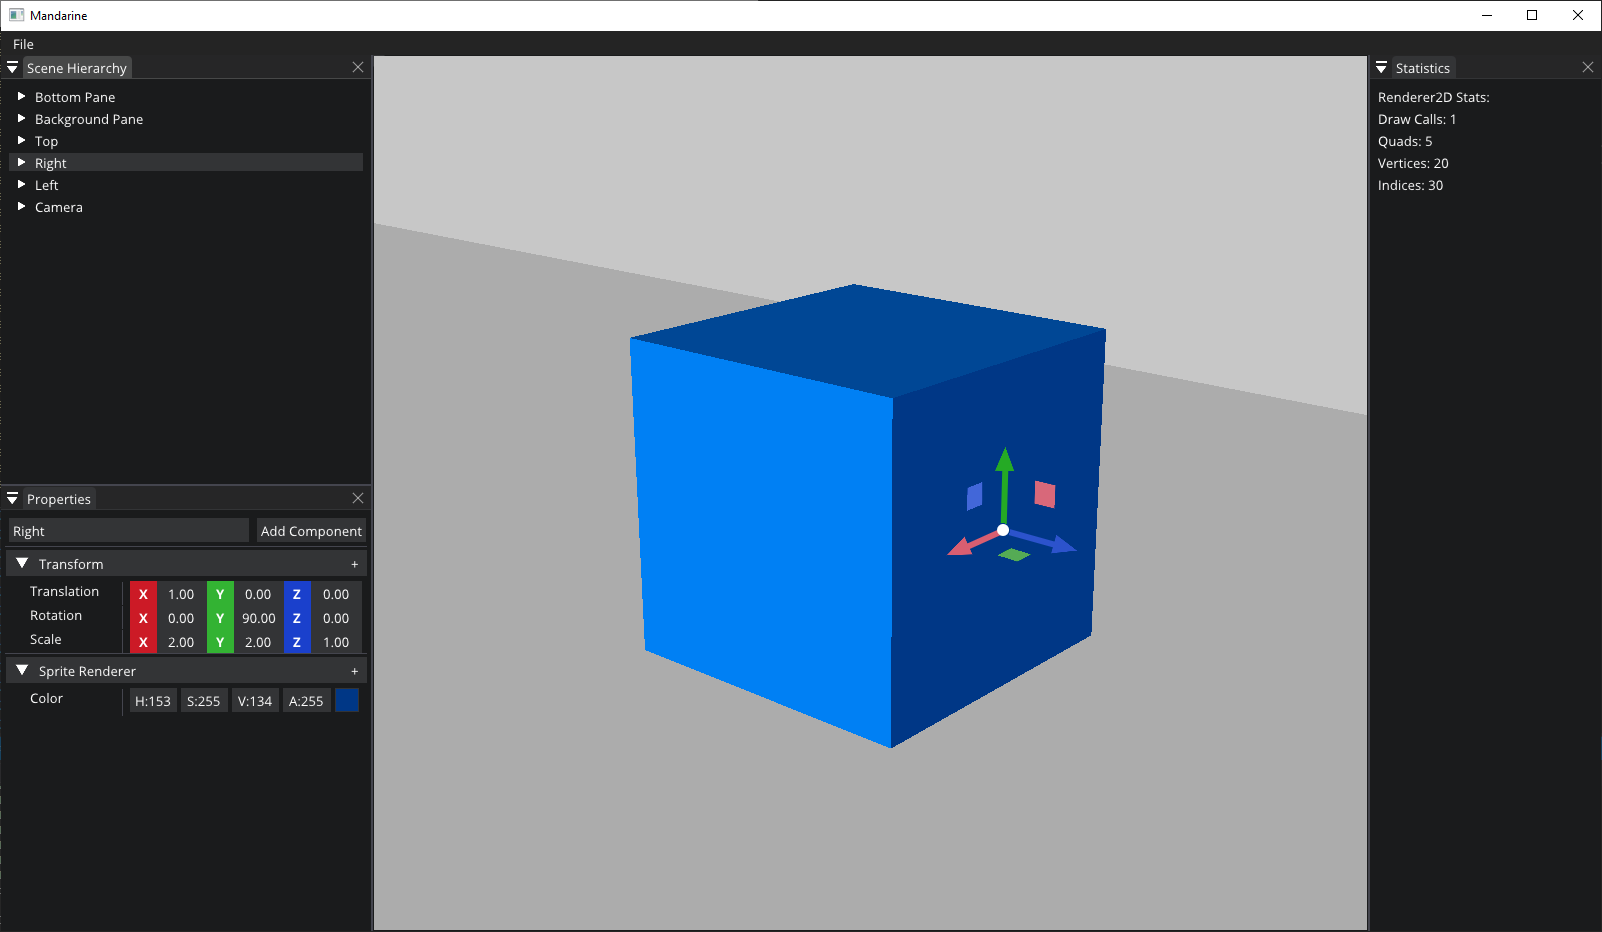 Mandarine
File
Scene Hierarchy
Bottom Pane
Background Pane
Top
Right
Left
Camera
Properties
Right Add Component
Transform +
Translation X 1.00 Y 0.00 Z 0.00
Rotation X 0.00 Y 90.00 Z 0.00
Scale X 2.00 Y 2.00 Z 1.00
Sprite Renderer +
Color H:153 S:255 V:134 A:255
Statistics
Renderer2D Stats:
Draw Calls: 1
Quads: 5
Vertices: 20
Indices: 30